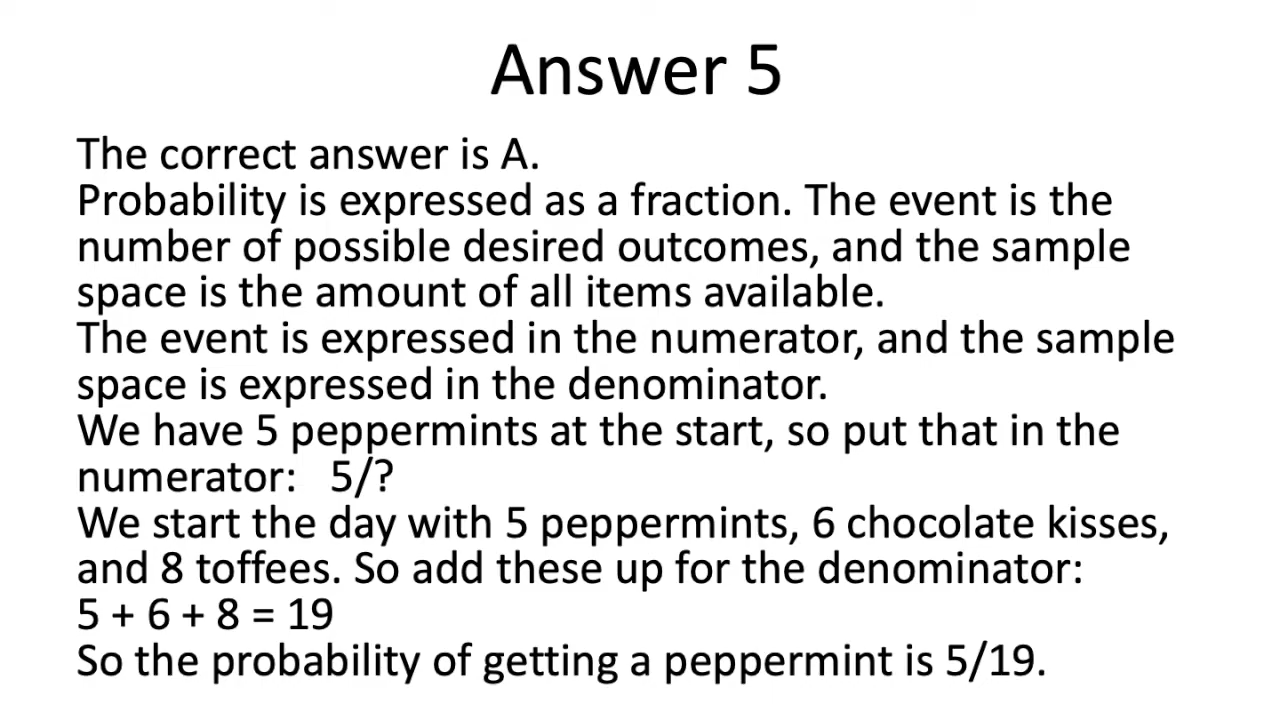 Answer 5
The correct answer is A.
Probability is expressed as a fraction. The event is the
number of possible desired outcomes, and the sample
space is the amount of all items available.
The event is expressed in the numerator, and the sample
space is expressed in the denominator.
We have 5 peppermints at the start, so put that in the
numerator:   5/?
We start the day with 5 peppermints, 6 chocolate kisses,
and 8 toffees. So add these up for the denominator:
5 + 6 + 8 = 19
So the probability of getting a peppermint is 5/19.